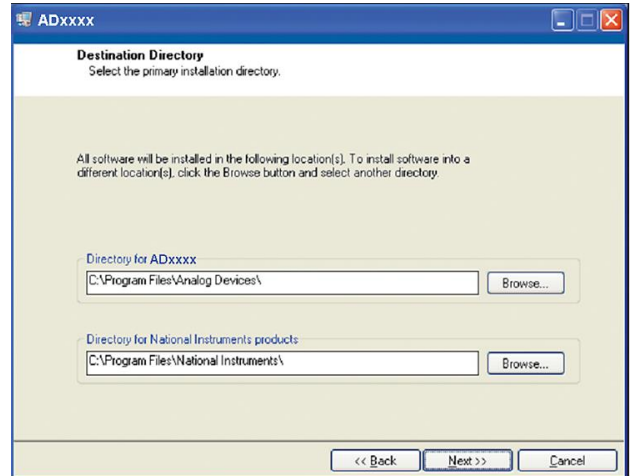 ADxxxx
Destination Directory
Select the primary installation directory.
All software will be installed in the following location(s). To install software into a
different location(s), click the Browse button and select another directory.
Directory for ADxxxx
C:\Program Files\Analog Devices\
Browse...
Directory for National Instruments products
C:\Program Files\National Instruments\
Browse...
<< Back
Next >>
Cancel